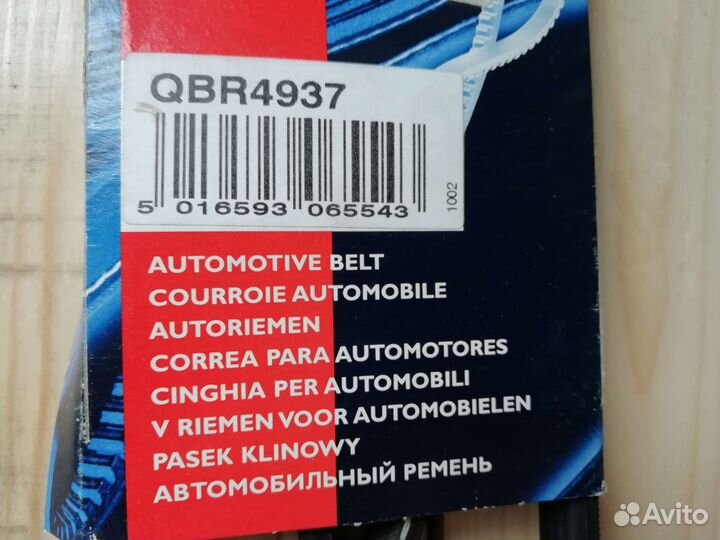 QBR4937
5 016593 065543
1002
AUTOMOTIVE BELT
COURROIE AUTOMOBILE
AUTORIEMEN
CORREA PARA AUTOMOTORES
CINGHIA PER AUTOMOBILI
V RIEMEN VOOR AUTOMOBIELEN
PASEK KLINOWY
АВТОМОБИЛЬНЫЙ РЕМЕНЬ
Avito